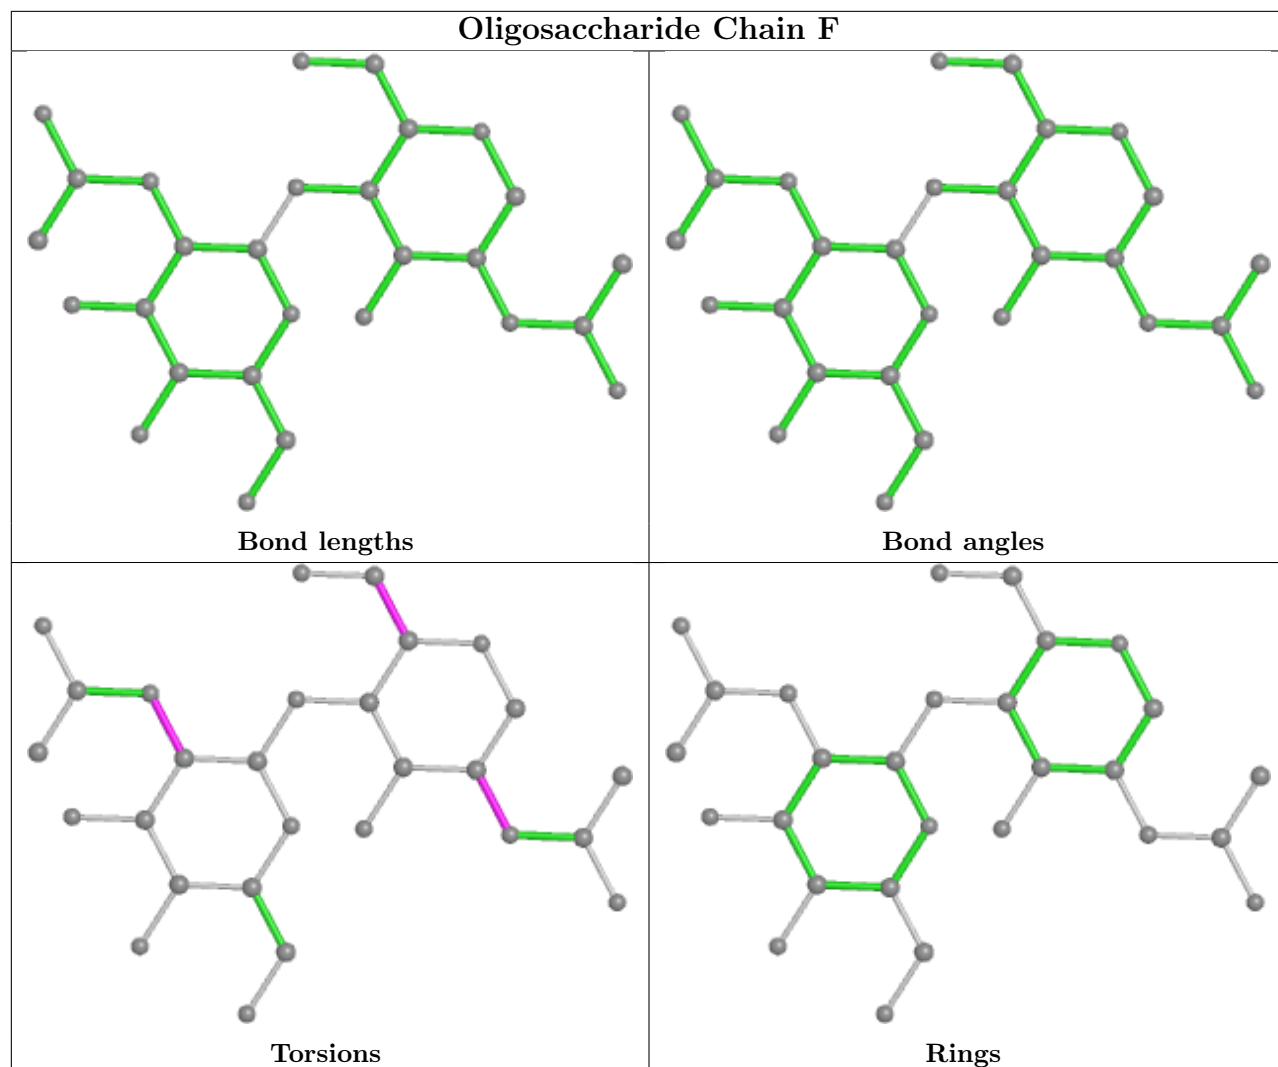 Oligosaccharide Chain F
Bond lengths
Bond angles
Torsions
Rings